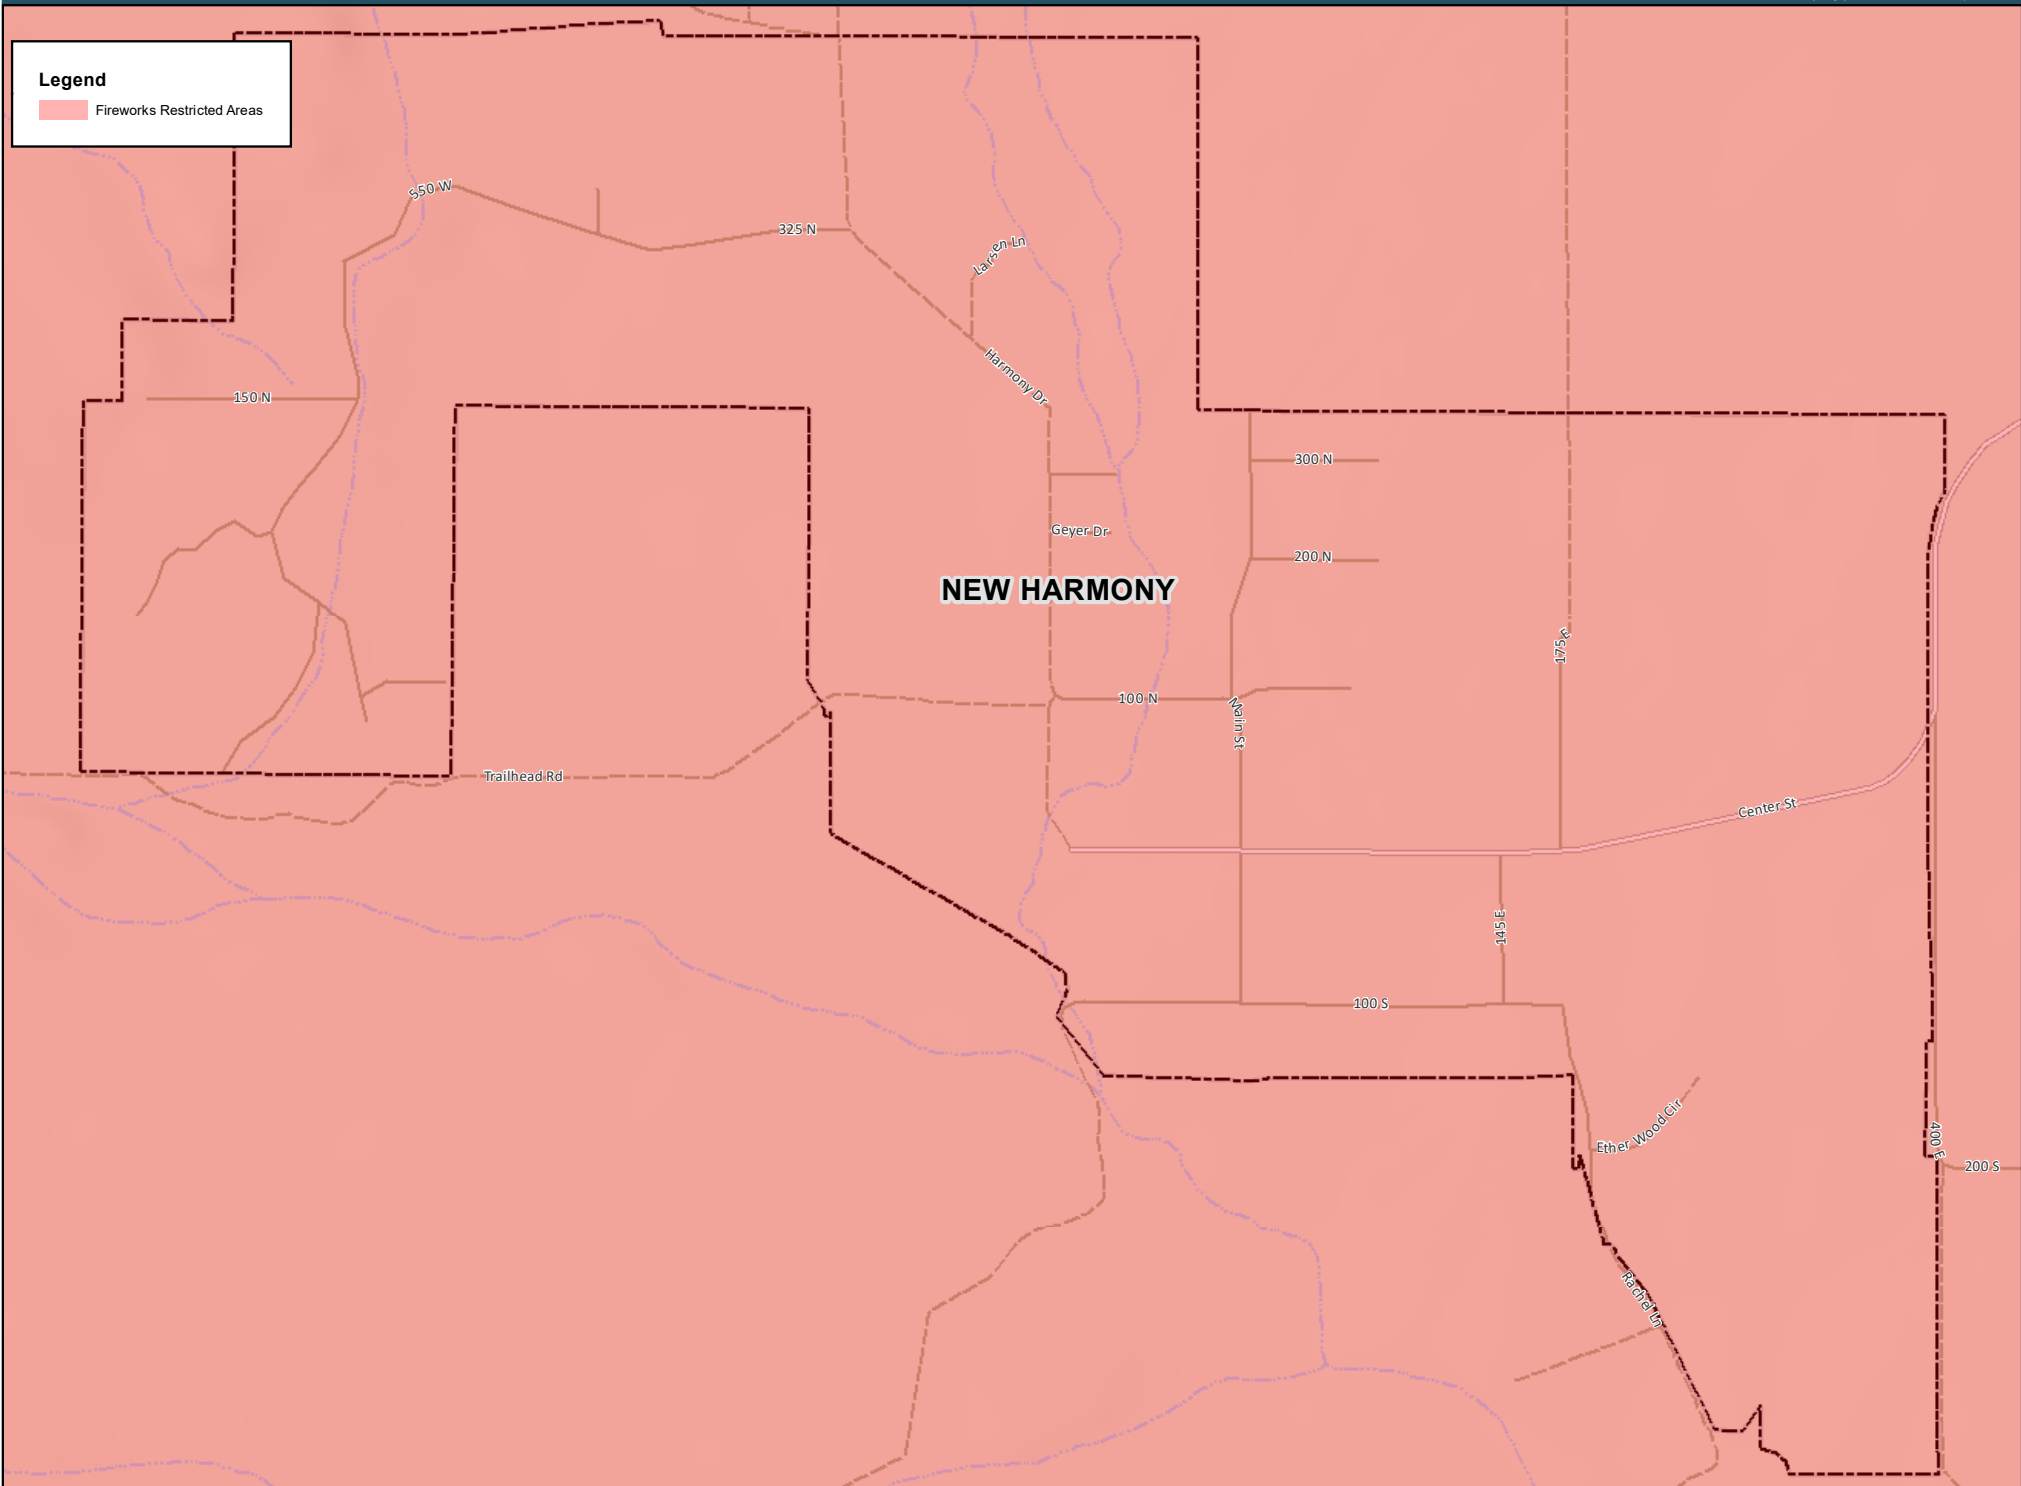 Legend
Fireworks Restricted Areas
550 W
325 N
Larsen Ln
Harmony Dr
150 N
300 N
Geyer Dr
200 N
NEW HARMONY
175 E
100 N
Main St
Trailhead Rd
Center St
145 E
100 S
Ether Wood Cir
400 E
200 S
Rachel Ln